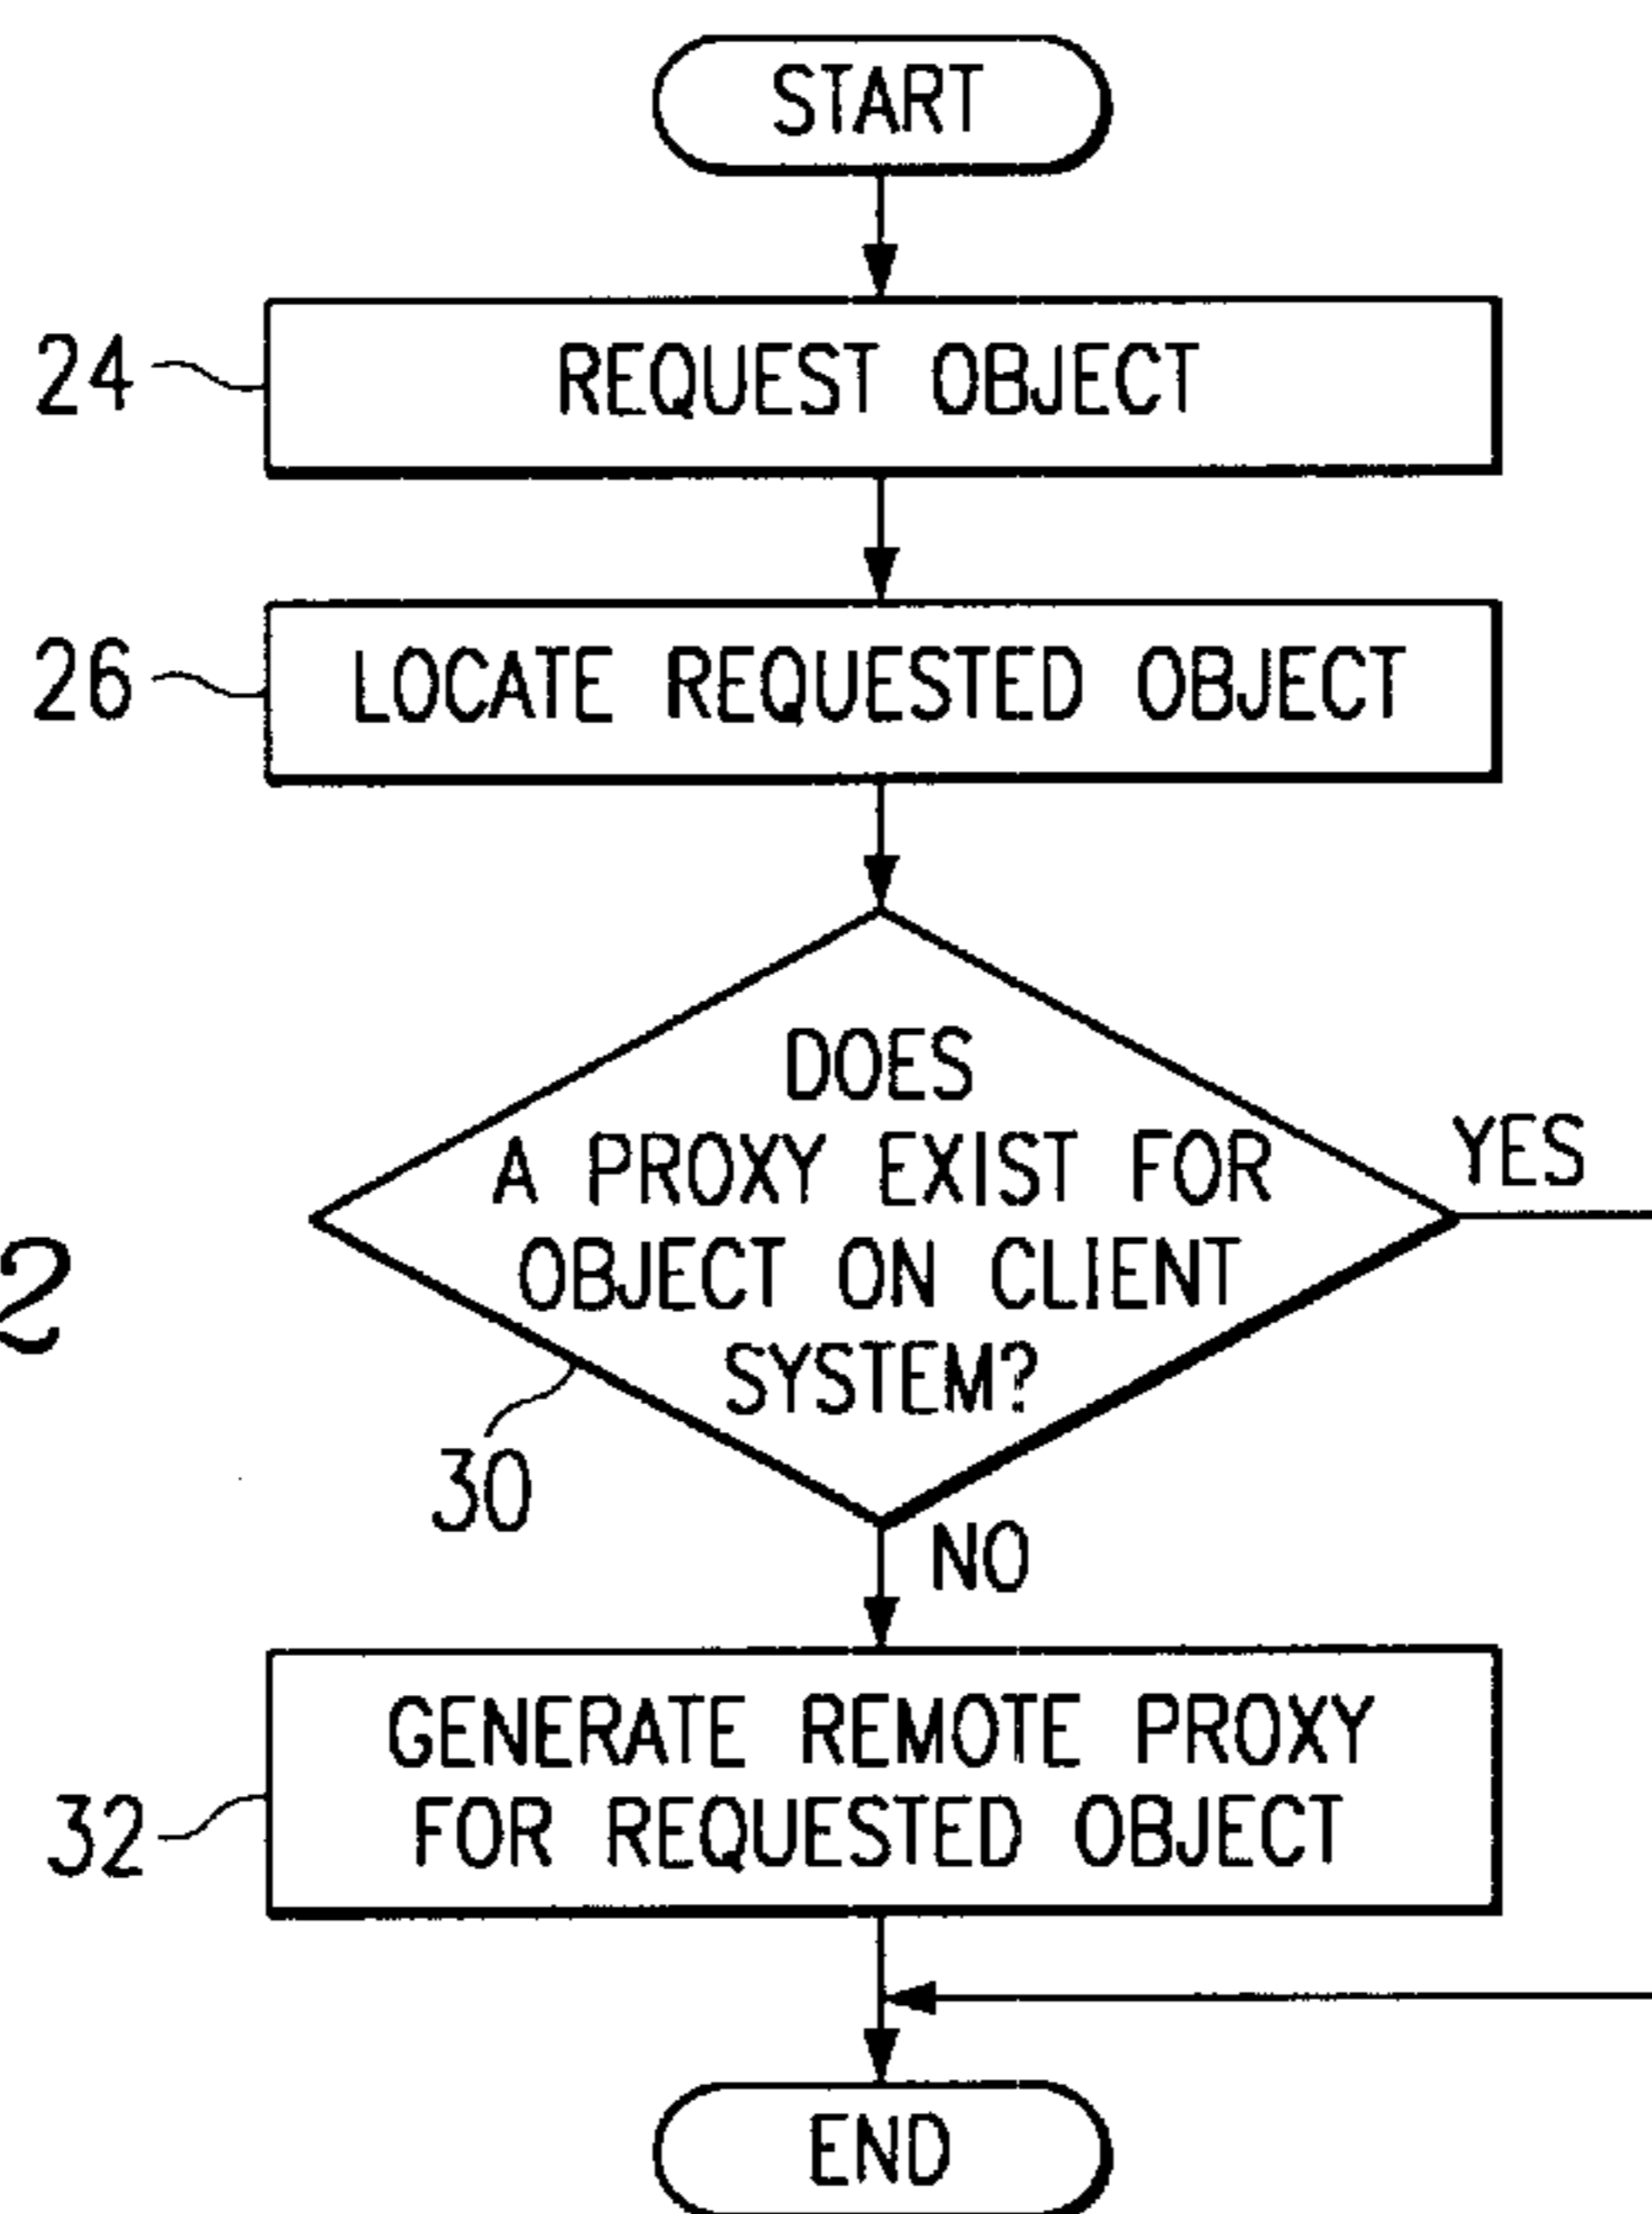 START
24
REQUEST OBJECT
26
LOCATE REQUESTED OBJECT
DOES
A PROXY EXIST FOR
OBJECT ON CLIENT
SYSTEM?
YES
2
30
NO
GENERATE REMOTE PROXY
FOR REQUESTED OBJECT
32
END